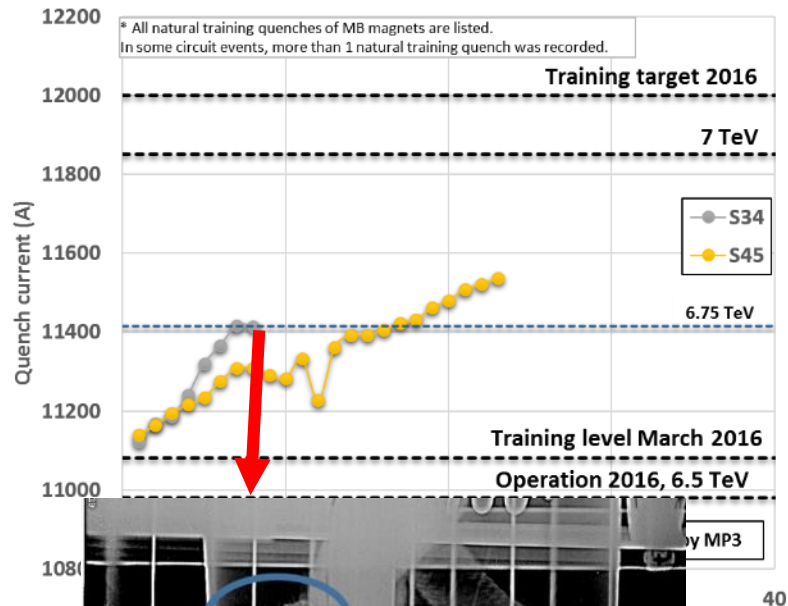 12200
* All natural training quenches of MB magnets are listed.
In some circuit events, more than 1 natural training quench was recorded.
Training target 2016
12000
7 TeV
11800
S34
S45
11600
Quench current (A)
6.75 TeV
11400
11200
Training level March 2016
Operation 2016, 6.5 TeV
11000
by MP3
1080
40